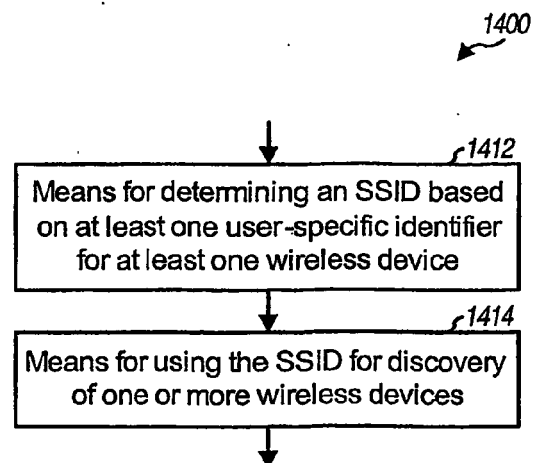 1400
1412
Means for determining an SSID based
on at least one user-specific identifier
for at least one wireless device
1414
Means for using the SSID for discovery
of one or more wireless devices